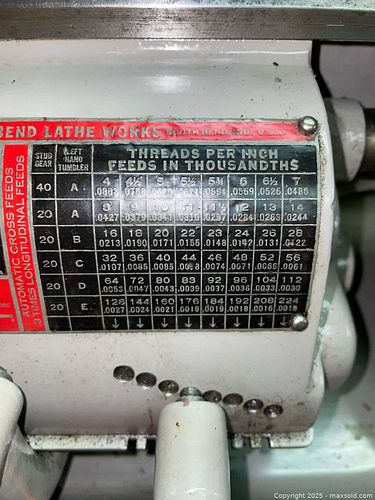 BEND LATHE WORKS SOUTH BEND, IND., U.S.A.
AUTOMATIC CROSS FEEDS
.3 TIMES LONGITUDINAL FEEDS
STUD GEAR LEFT HAND TUMBLER THREADS PER INCH
FEEDS IN THOUSANDTHS
40 A 4 4½ 5 5½ 5¾ 6 6½ 7
.0841 .0488
20 A 8 9 10 11 11½ 12 13 14
.0427 .0379 .0341 .0310 .0297 .0284 .0263 .0244
20 B 16 18 20 22 23 24 26 28
.0213 .0190 .0171 .0155 .0148 .0142 .0131 .0122
20 C 32 36 40 44 46 48 52 56
.0107 .0095 .0085 .0078 .0074 .0071 .0066 .0061
20 D 64 72 80 88 92 96 104 112
.0053 .0047 .0043 .0039 .0037 .0036 .0033 .0030
20 E 128 144 160 176 184 192 208 224
.0027 .0024 .0021 .0019 .0019 .0018 .0016 .0015
Copyright 2025 - maxsold.com